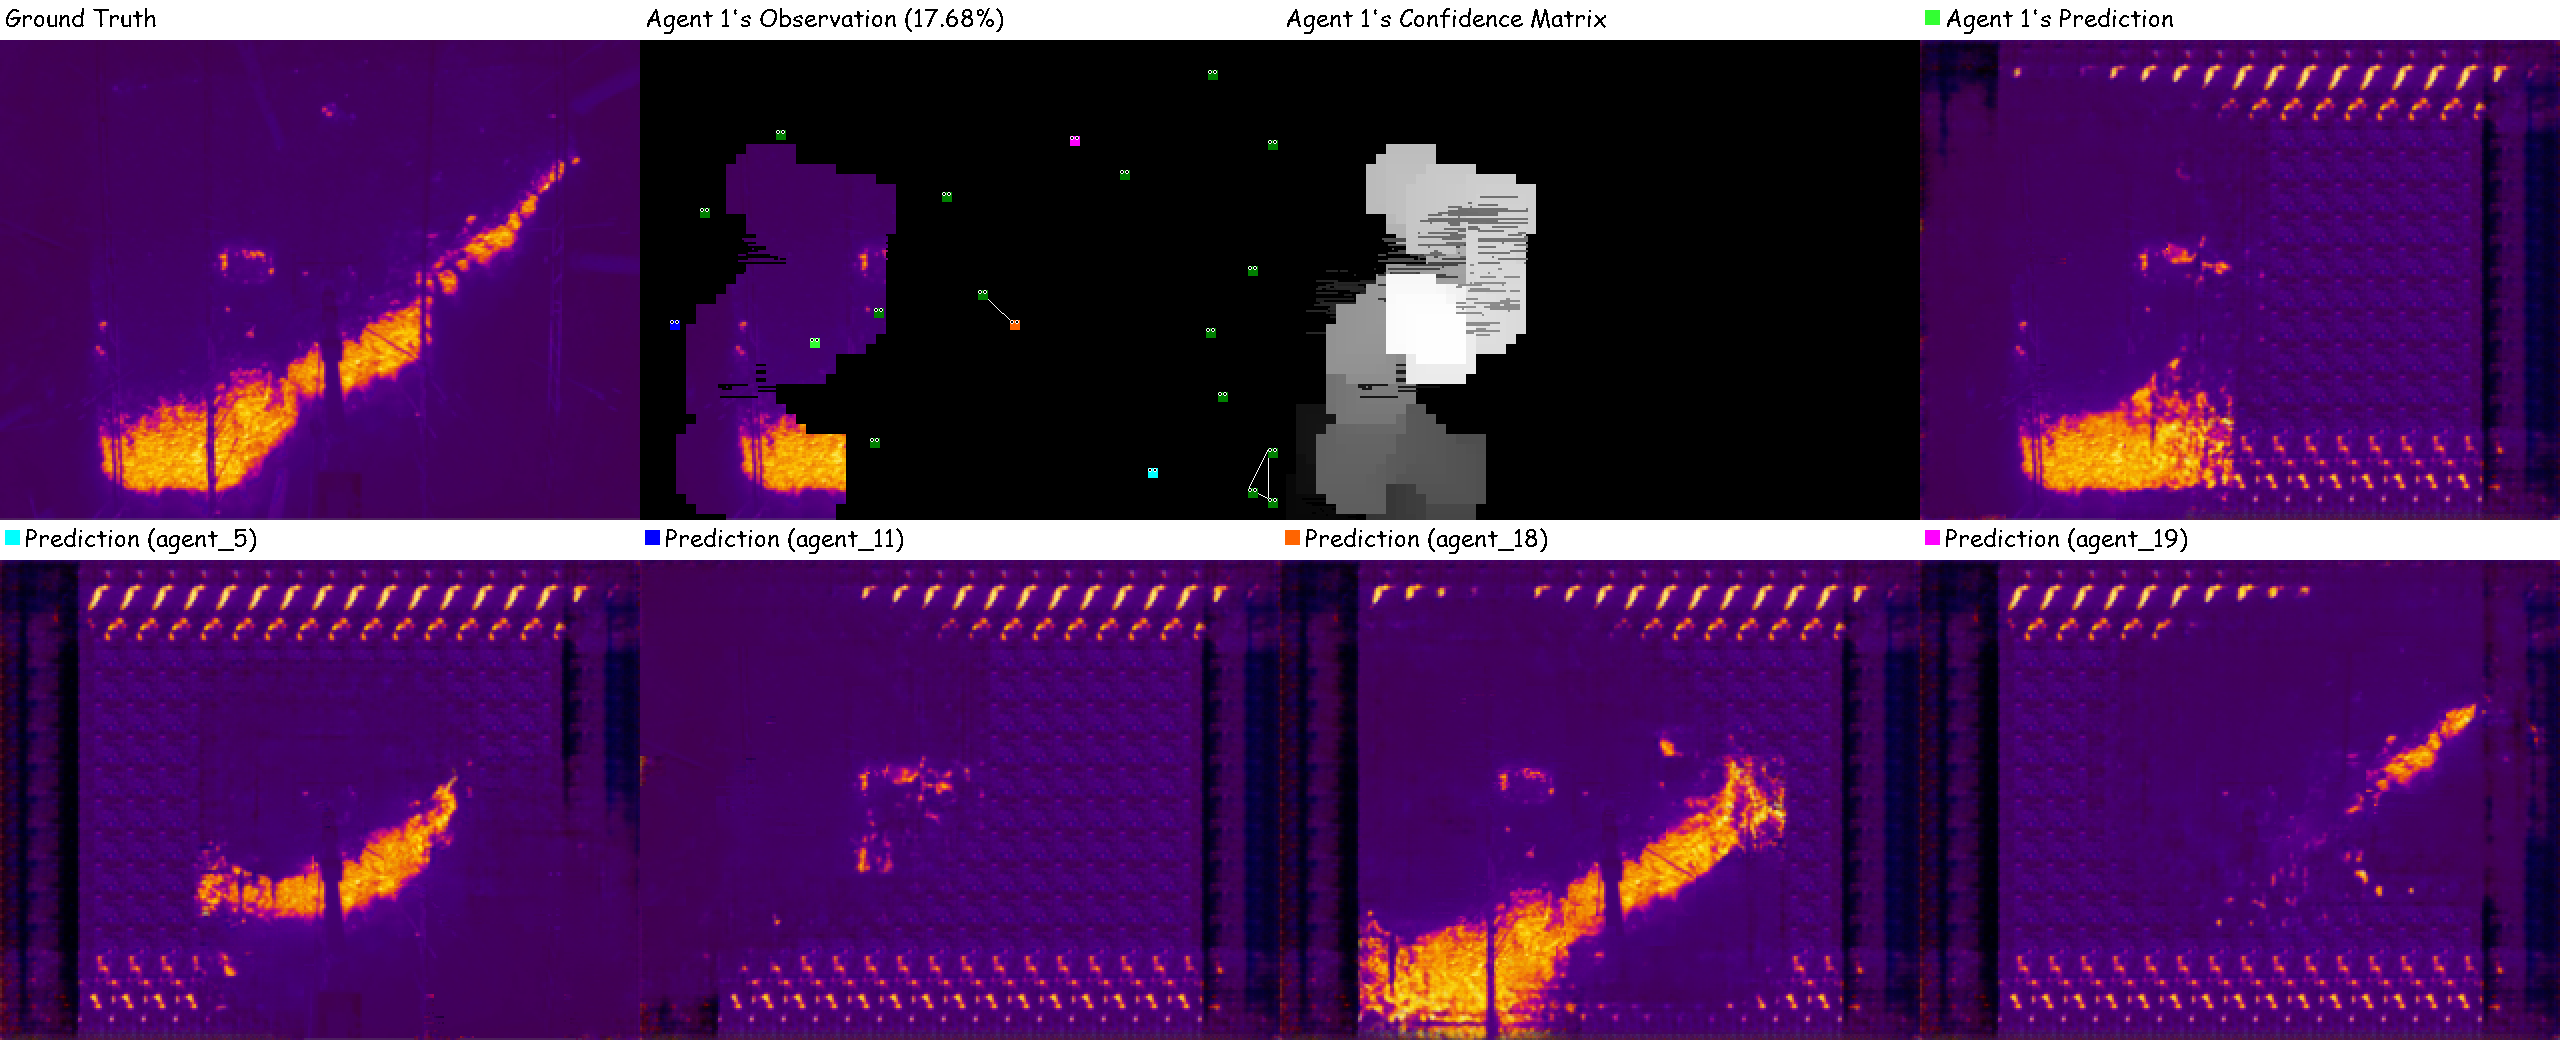 Ground Truth
Agent 1's Observation (17.68%)
Agent 1's Confidence Matrix
Agent 1's Prediction
Prediction (agent_5)
Prediction (agent_11)
Prediction (agent_18)
Prediction (agent_19)